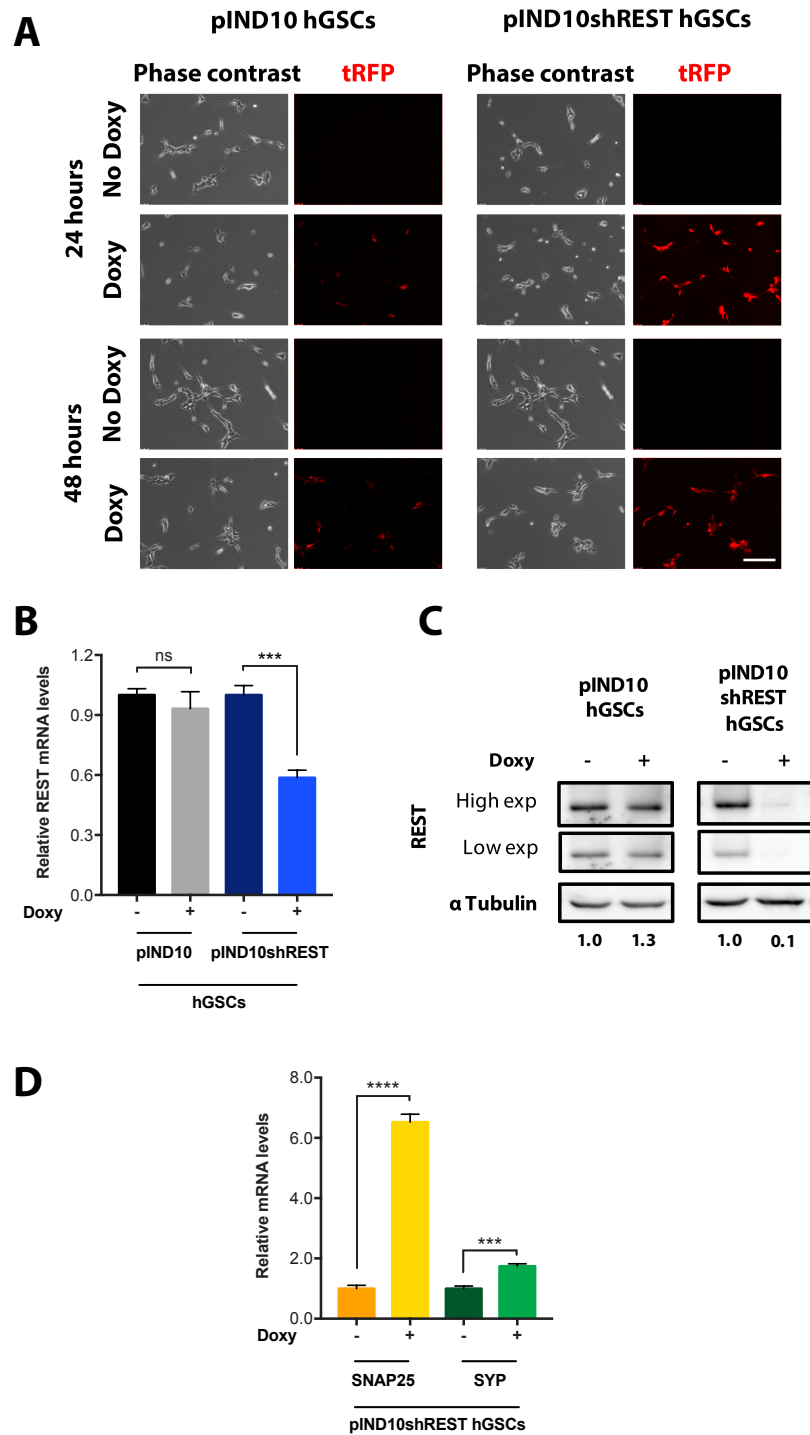 A
pIND10 hGSCs
pIND10shREST hGSCs
Phase contrast
tRFP
Phase contrast
tRFP
24 hours
No Doxy
Doxy
48 hours
No Doxy
Doxy
B
Relative REST mRNA levels
1.2
0.9
0.6
0.3
0.0
ns
***
Doxy
-
+
-
+
pIND10
pIND10shREST
hGSCs
C
pIND10
hGSCs
pIND10
shREST
hGSCs
Doxy
-
+
-
+
REST
High exp
Low exp
α Tubulin
1.0
1.3
1.0
0.1
D
Relative mRNA levels
8.0
6.0
4.0
2.0
0.0
****
***
Doxy
-
+
-
+
SNAP25
SYP
pIND10shREST hGSCs